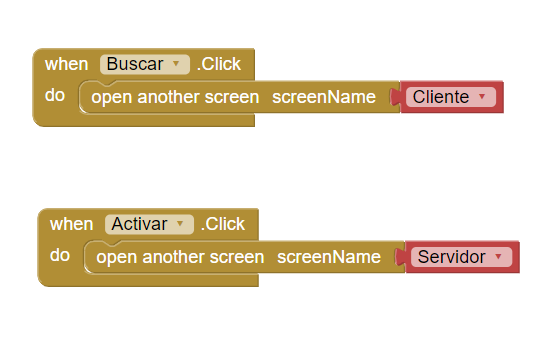 when Buscar .Click
do open another screen screenName Cliente
when Activar .Click
do open another screen screenName Servidor